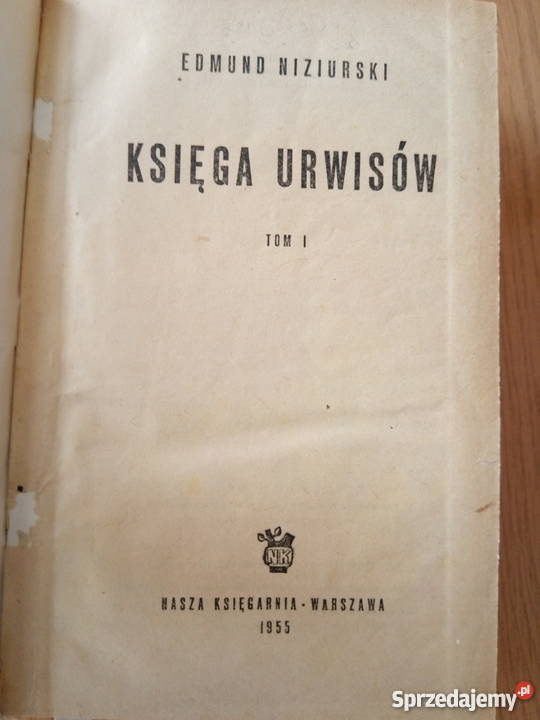 EDMUND NIZIURSKI
KSIĘGA URWISÓW
TOM I
NK
NASZA KSIĘGARNIA · WARSZAWA
1955
Sprzedajemy.pl